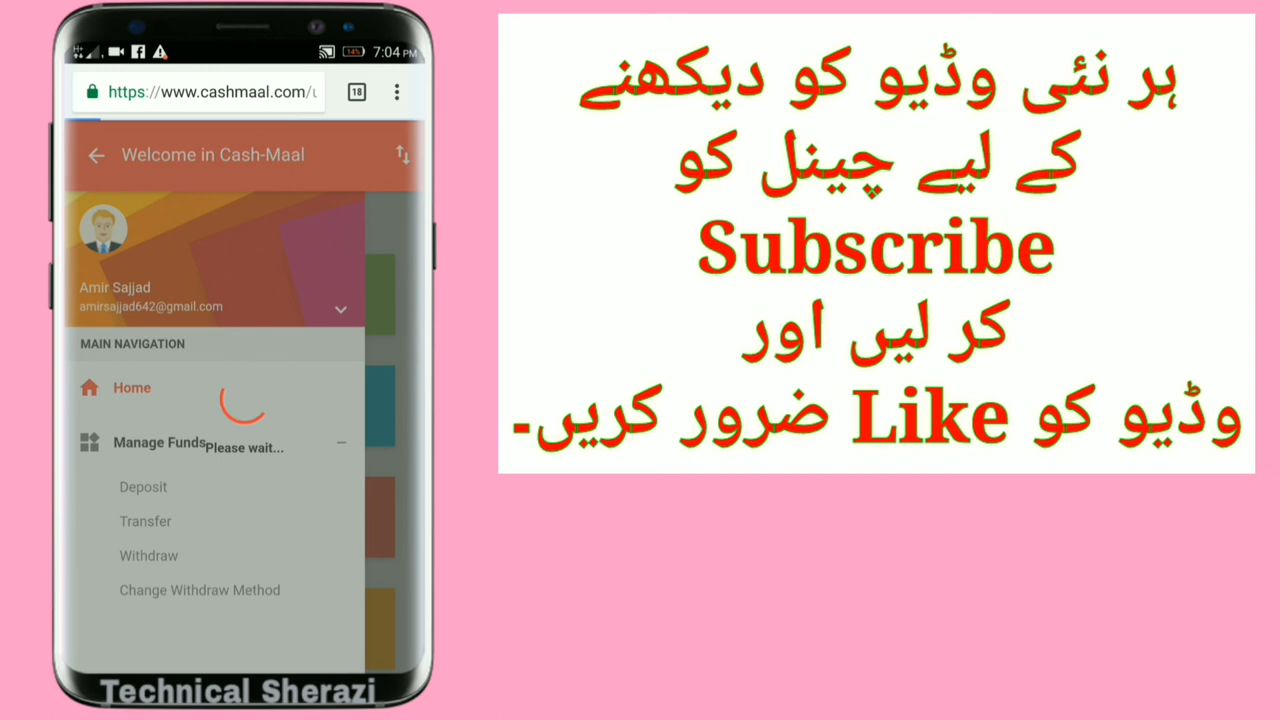 H+
14%
7:04 PM
https://www.cashmaal.com/u
18
Welcome in Cash-Maal
Amir Sajjad
amirsajjad642@gmail.com
MAIN NAVIGATION
Home
Manage Funds
Please wait...
Deposit
Transfer
Withdraw
Change Withdraw Method
Technical Sherazi
ہر نئی وڈیو کو دیکھنے
کے لیے چینل کو
Subscribe
کر لیں اور
وڈیو کو Like ضرور کریں۔